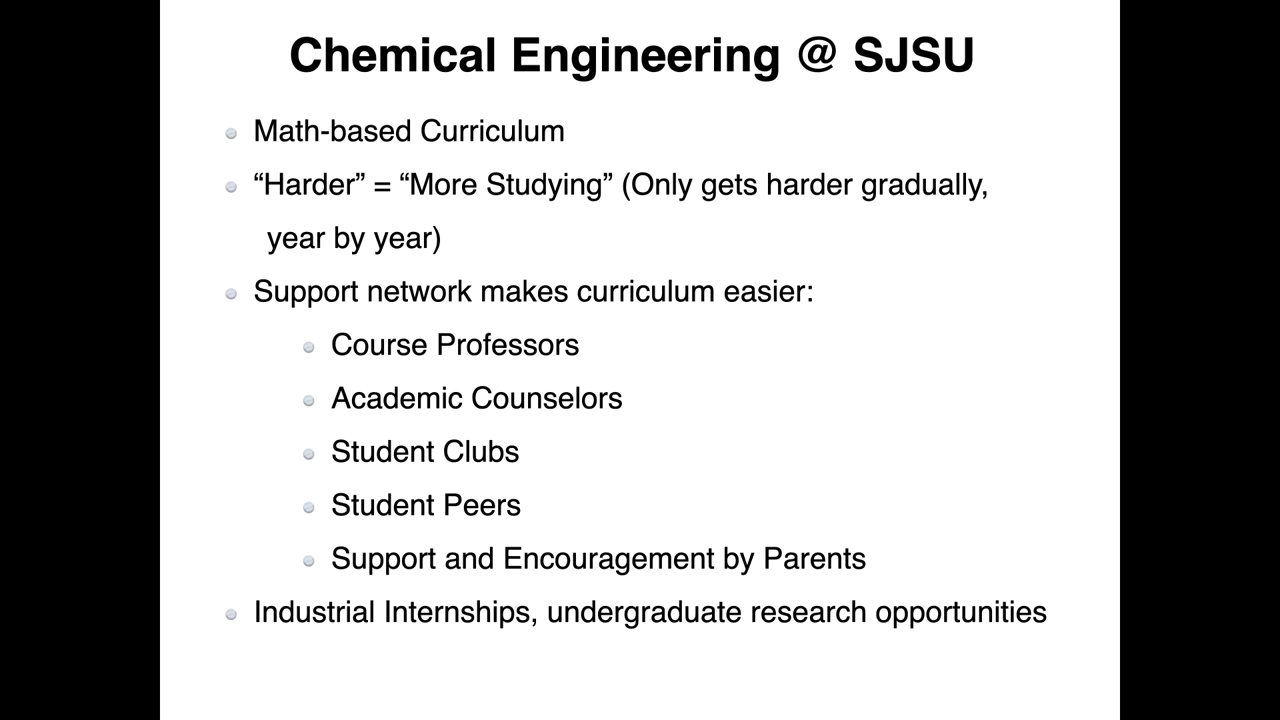 Chemical Engineering @ SJSU
Math-based Curriculum
“Harder” = “More Studying” (Only gets harder gradually,
year by year)
Support network makes curriculum easier:
Course Professors
Academic Counselors
Student Clubs
Student Peers
Support and Encouragement by Parents
Industrial Internships, undergraduate research opportunities